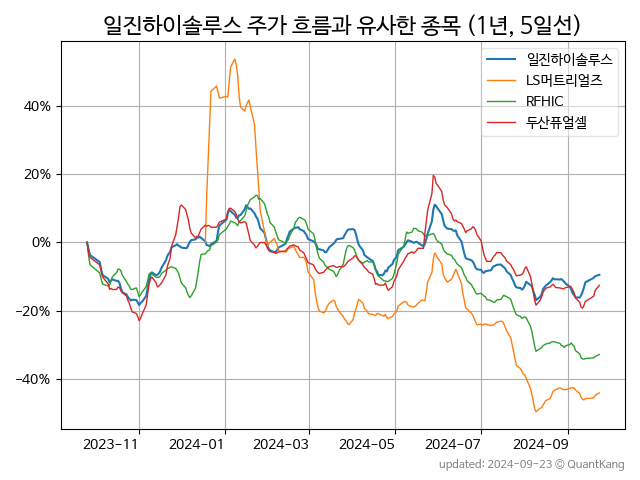 일진하이솔루스 주가 흐름과 유사한 종목 (1년, 5일선)
일진하이솔루스
LS머트리얼즈
RFHIC
두산퓨얼셀
40%
20%
0%
−20%
−40%
2023-11 2024-01 2024-03 2024-05 2024-07 2024-09
updated: 2024-09-23 © QuantKang